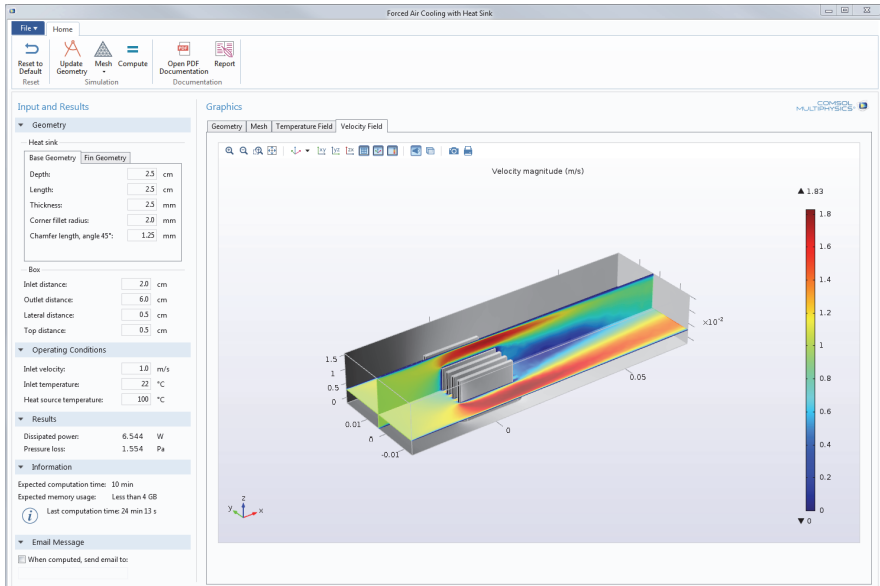 Forced Air Cooling with Heat Sink
File
Home
Reset to Default
Update Geometry
Mesh
Compute
Open PDF Documentation
Report
Reset
Simulation
Documentation
Input and Results
Geometry
Heat sink
Base Geometry Fin Geometry
Depth: 2.5 cm
Length: 2.5 cm
Thickness: 2.5 mm
Corner fillet radius: 2.0 mm
Chamfer length, angle 45°: 1.25 mm
Box
Inlet distance: 2.0 cm
Outlet distance: 6.0 cm
Lateral distance: 0.5 cm
Top distance: 0.5 cm
Operating Conditions
Inlet velocity: 1.0 m/s
Inlet temperature: 22 °C
Heat source temperature: 100 °C
Results
Dissipated power: 6.544 W
Pressure loss: 1.554 Pa
Information
Expected computation time: 10 min
Expected memory usage: Less than 4 GB
Last computation time: 24 min 13 s
Email Message
When computed, send email to:
Graphics
COMSOL
MULTIPHYSICS
Geometry Mesh Temperature Field Velocity Field
xy yz zx
Velocity magnitude (m/s)
▲ 1.83
1.8
1.6
1.4
1.2
1
0.8
0.6
0.4
0.2
0
▼ 0
×10⁻²
1.5
1
0.5
0
0.01
0
-0.01
0
0.05
z
y x